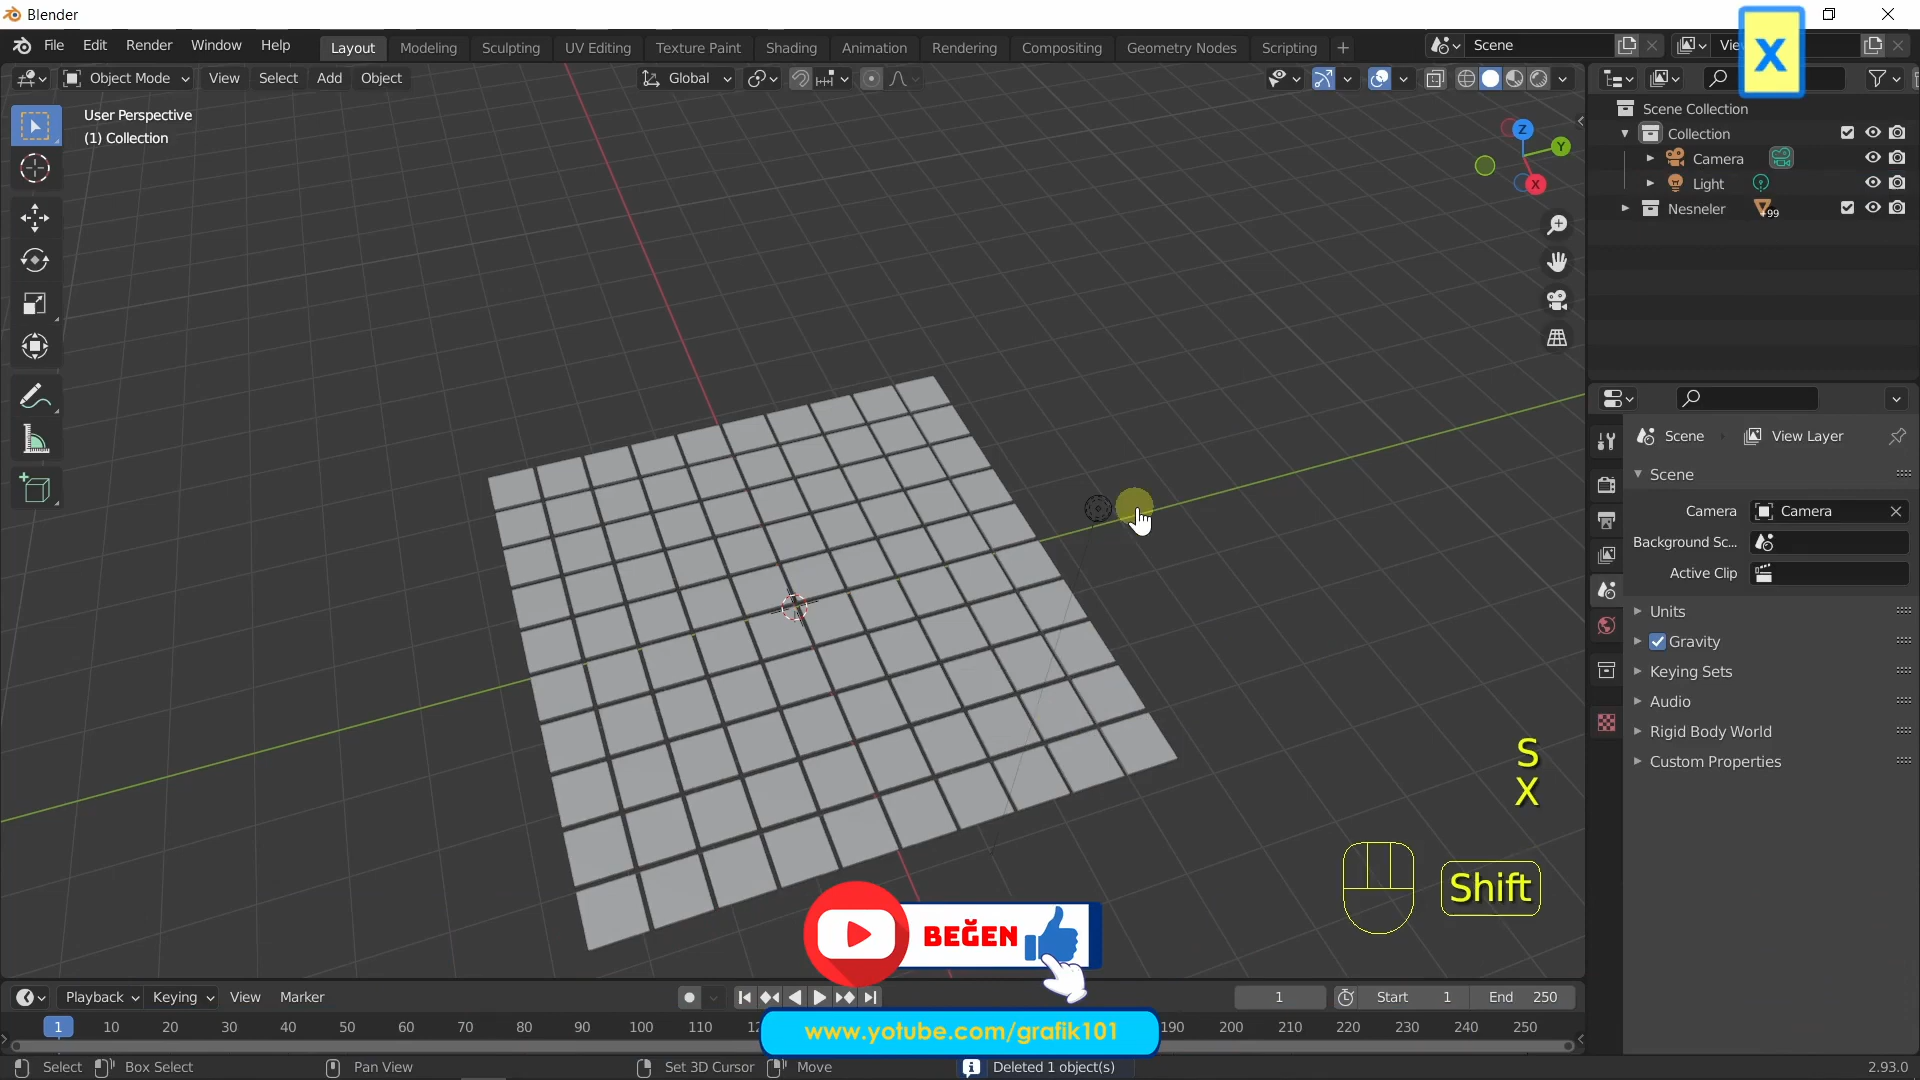 Blender
File Edit Render Window Help Layout Modeling Sculpting UV Editing Texture Paint Shading Animation Rendering Compositing Geometry Nodes Scripting Scene
X
Object Mode View Select Add Object Global
User Perspective
(1) Collection
Z
Y
X
Scene Collection
Collection
Camera
Light
Nesneler
99
Scene View Layer
Scene
Camera Camera
Background Sc...
Active Clip
Units
Gravity
Keying Sets
Audio
Rigid Body World
Custom Properties
S
X
Shift
BEĞEN
Playback Keying View Marker
1 Start 1 End 250
1 10 20 30 40 50 60 70 80 90 100 110 190 200 210 220 230 240 250
www.yotube.com/grafik101
Select Box Select Pan View Set 3D Cursor Move Deleted 1 object(s) 2.93.0